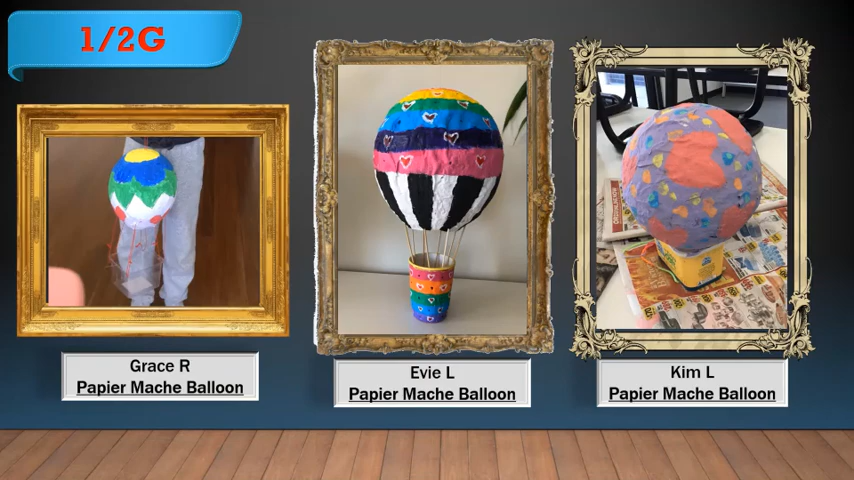 1/2G
Grace R
Papier Mache Balloon
Evie L
Papier Mache Balloon
Kim L
Papier Mache Balloon